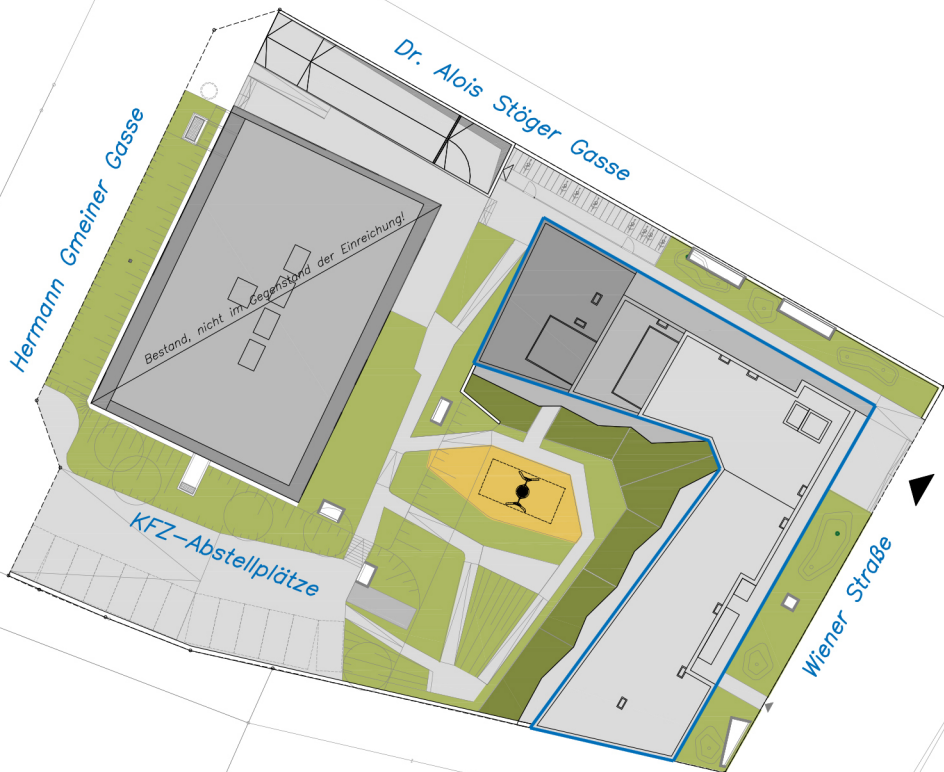 Dr. Alois Stöger Gasse
Hermann Gmeiner Gasse
Bestand, nicht im Gegenstand der Einreichung!
KFZ-Abstellplätze
Wiener Straße